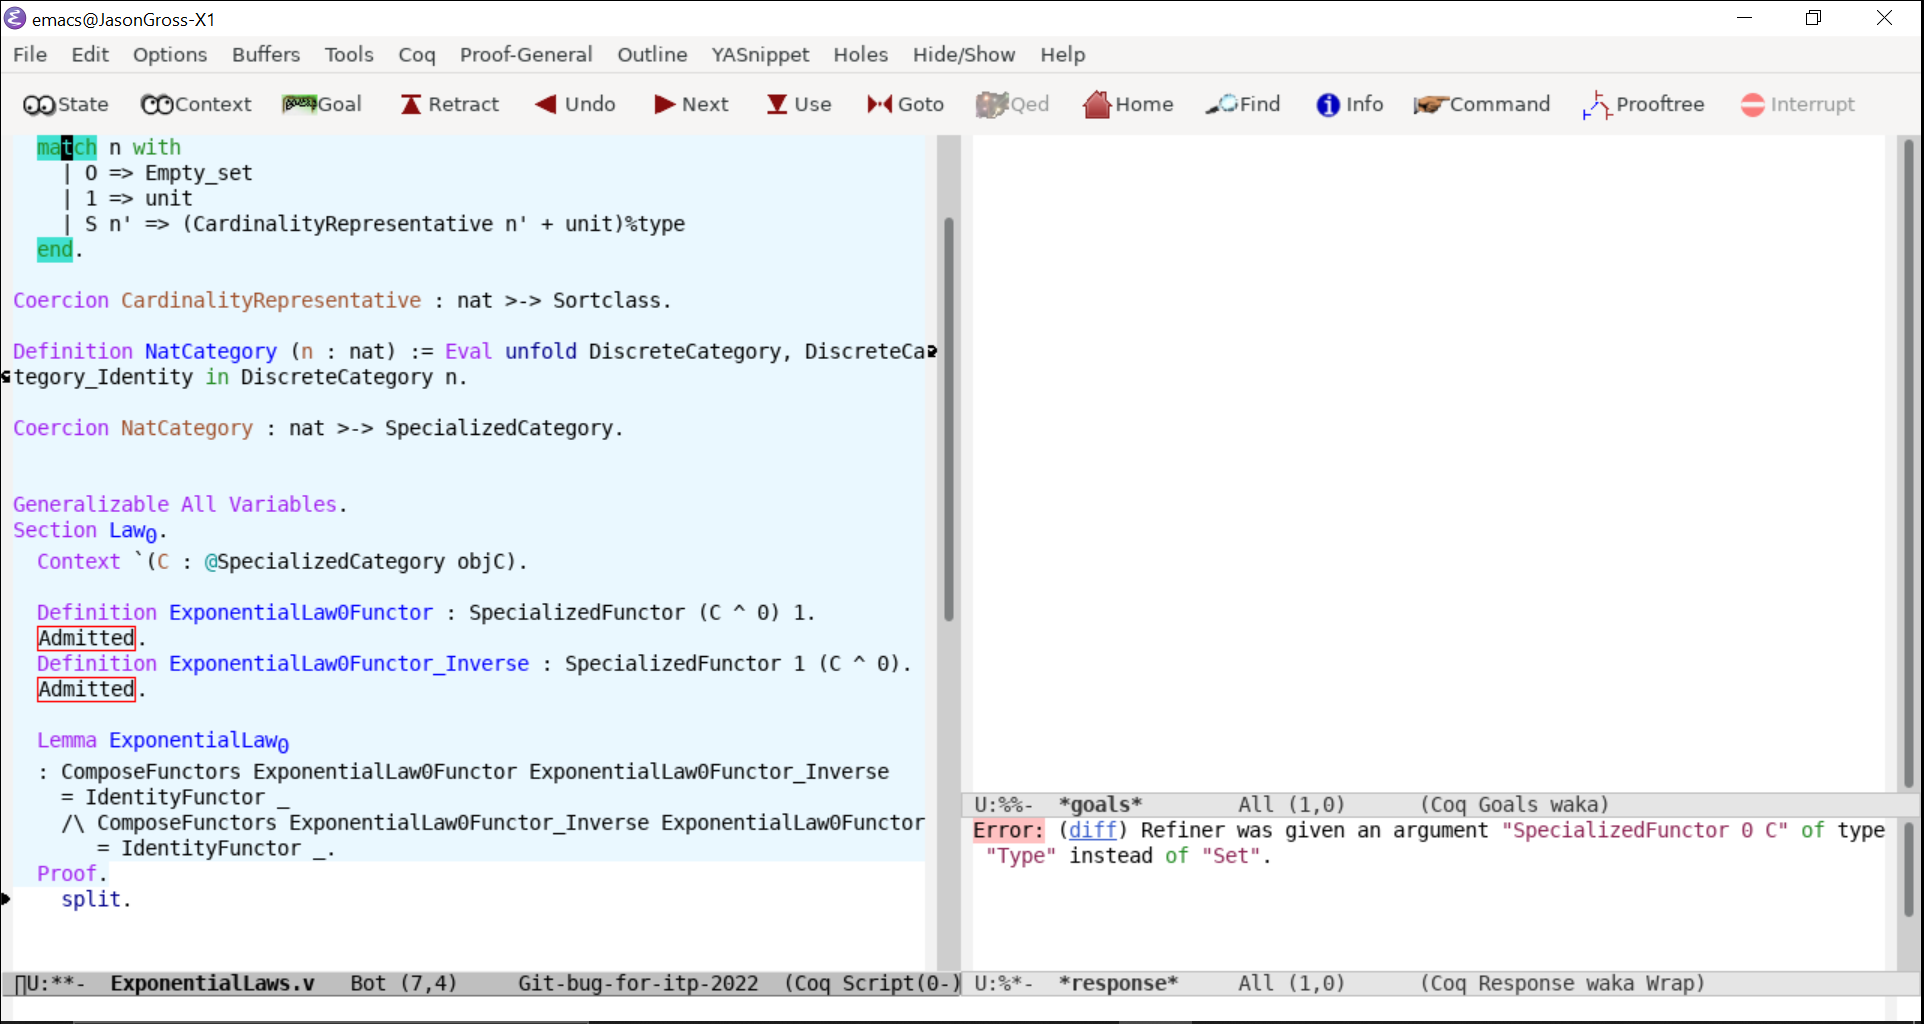 emacs@JasonGross-X1
File Edit Options Buffers Tools Coq Proof-General Outline YASnippet Holes Hide/Show Help
State Context Goal Retract Undo Next Use Goto Qed Home Find Info Command Prooftree Interrupt
match n with
| O => Empty_set
| 1 => unit
| S n' => (CardinalityRepresentative n' + unit)%type
end.
Coercion CardinalityRepresentative : nat >-> Sortclass.
Definition NatCategory (n : nat) := Eval unfold DiscreteCategory, DiscreteCa
tegory_Identity in DiscreteCategory n.
Coercion NatCategory : nat >-> SpecializedCategory.
Generalizable All Variables.
Section Law₀.
Context `(C : @SpecializedCategory objC).
Definition ExponentialLaw0Functor : SpecializedFunctor (C ^ 0) 1.
Admitted.
Definition ExponentialLaw0Functor_Inverse : SpecializedFunctor 1 (C ^ 0).
Admitted.
Lemma ExponentialLaw₀
: ComposeFunctors ExponentialLaw0Functor ExponentialLaw0Functor_Inverse
= IdentityFunctor _
/\ ComposeFunctors ExponentialLaw0Functor_Inverse ExponentialLaw0Functor
= IdentityFunctor _.
Proof.
split.
U:**- ExponentialLaws.v Bot (7,4) Git-bug-for-itp-2022 (Coq Script(0-)
U:%%- *goals* All (1,0) (Coq Goals waka)
Error: (diff) Refiner was given an argument "SpecializedFunctor 0 C" of type
"Type" instead of "Set".
U:%*- *response* All (1,0) (Coq Response waka Wrap)